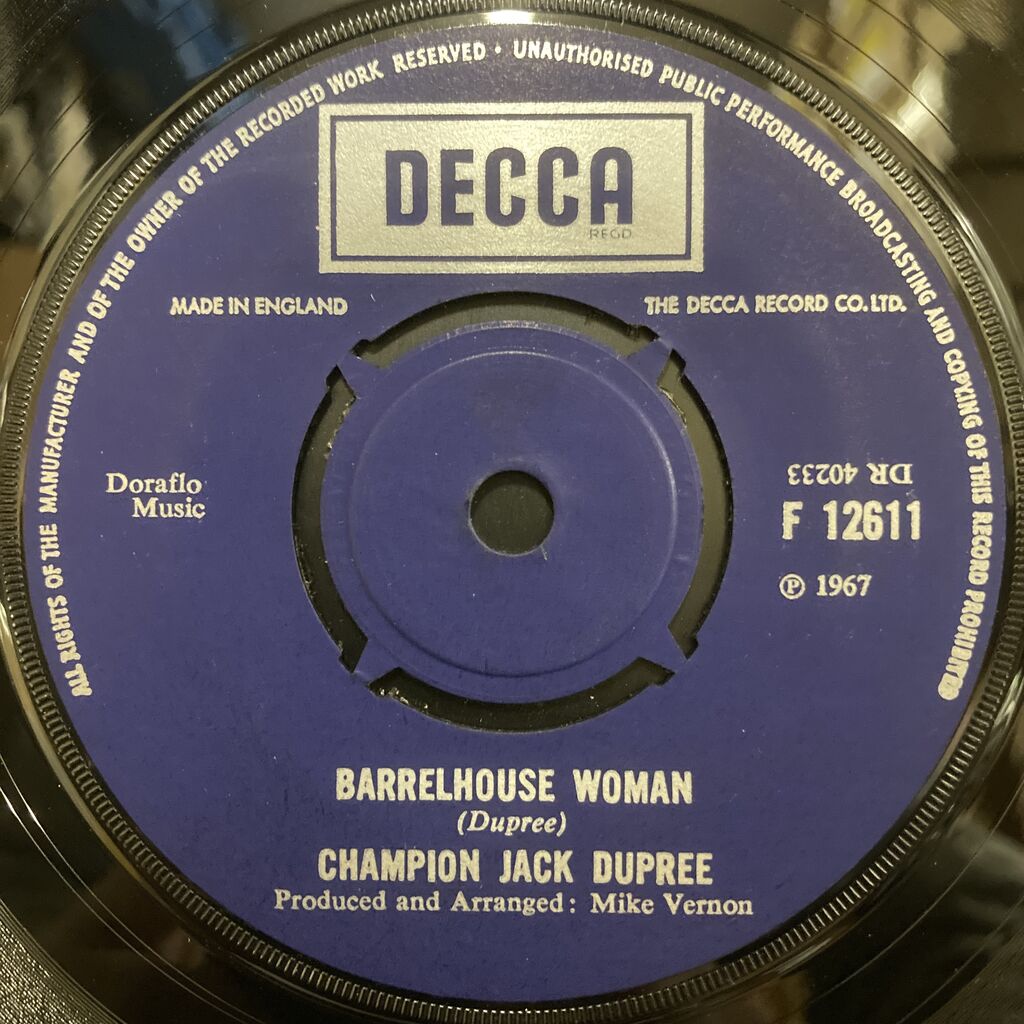 ALL RIGHTS OF THE MANUFACTURER AND OF THE OWNER OF THE RECORDED WORK RESERVED • UNAUTHORISED PUBLIC PERFORMANCE BROADCASTING AND COPYING OF THIS RECORD PROHIBITED
DECCA
REGD
MADE IN ENGLAND
THE DECCA RECORD CO. LTD.
Doraflo
Music
DR 40233
F 12611
℗ 1967
BARRELHOUSE WOMAN
(Dupree)
CHAMPION JACK DUPREE
Produced and Arranged: Mike Vernon